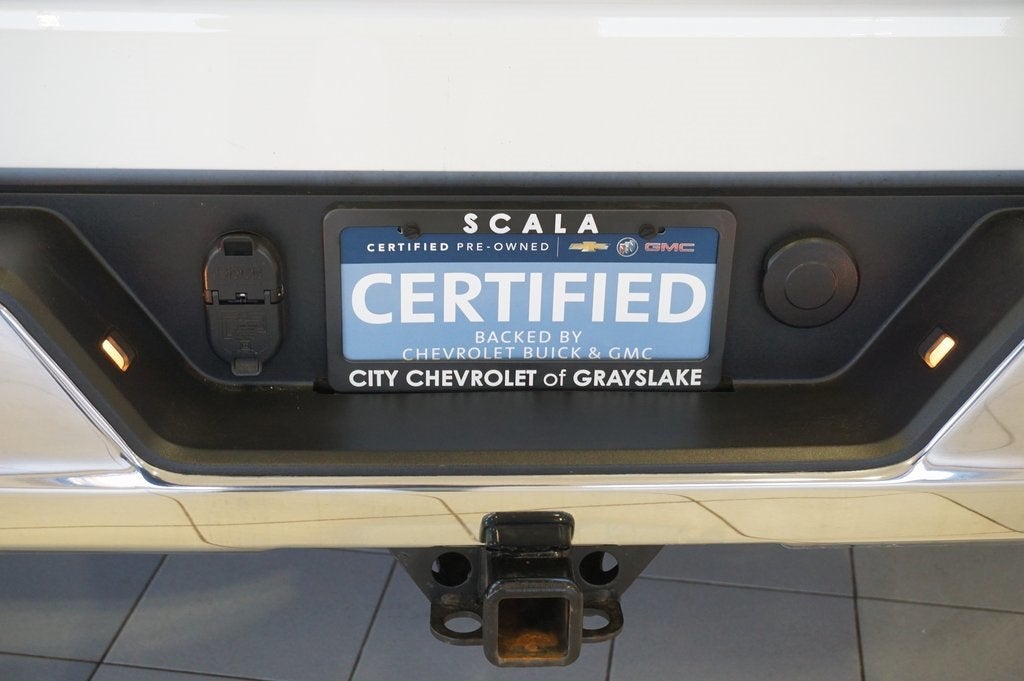 SCALA
CERTIFIED PRE-OWNED GMC
CERTIFIED
BACKED BY
CHEVROLET BUICK & GMC
CITY CHEVROLET of GRAYSLAKE